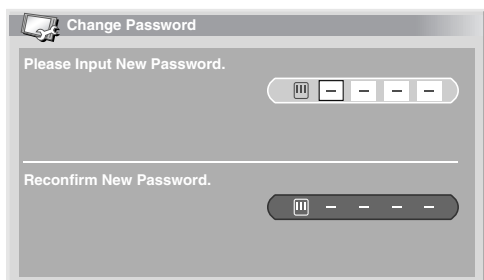 Change Password
Please Input New Password.
– – – –
Reconfirm New Password.
– – – –